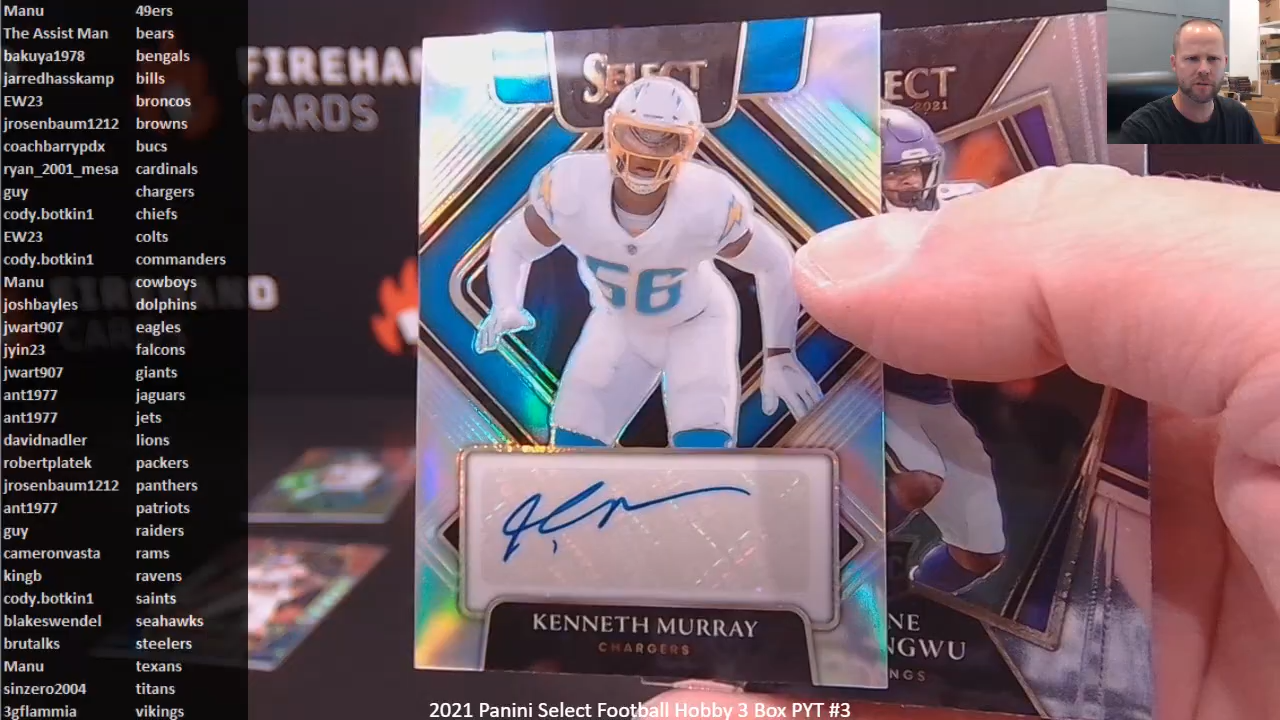 Manu 49ers
The Assist Man bears
bakuya1978 bengals
jarredhasskamp bills
EW23 broncos
jrosenbaum1212 browns
coachbarrypdx bucs
ryan_2001_mesa cardinals
guy chargers
cody.botkin1 chiefs
EW23 colts
cody.botkin1 commanders
Manu cowboys
joshbayles dolphins
jwart907 eagles
jyin23 falcons
jwart907 giants
ant1977 jaguars
ant1977 jets
davidnadler lions
robertplatek packers
jrosenbaum1212 panthers
ant1977 patriots
guy raiders
cameronvasta rams
kingb ravens
cody.botkin1 saints
blakeswendel seahawks
brutalks steelers
Manu texans
sinzero2004 titans
3gflammia vikings
FIREHAN
CARDS
SELECT
56
KENNETH MURRAY
CHARGERS
ECT
2021
NE
NGWU
NGS
2021 Panini Select Football Hobby 3 Box PYT #3